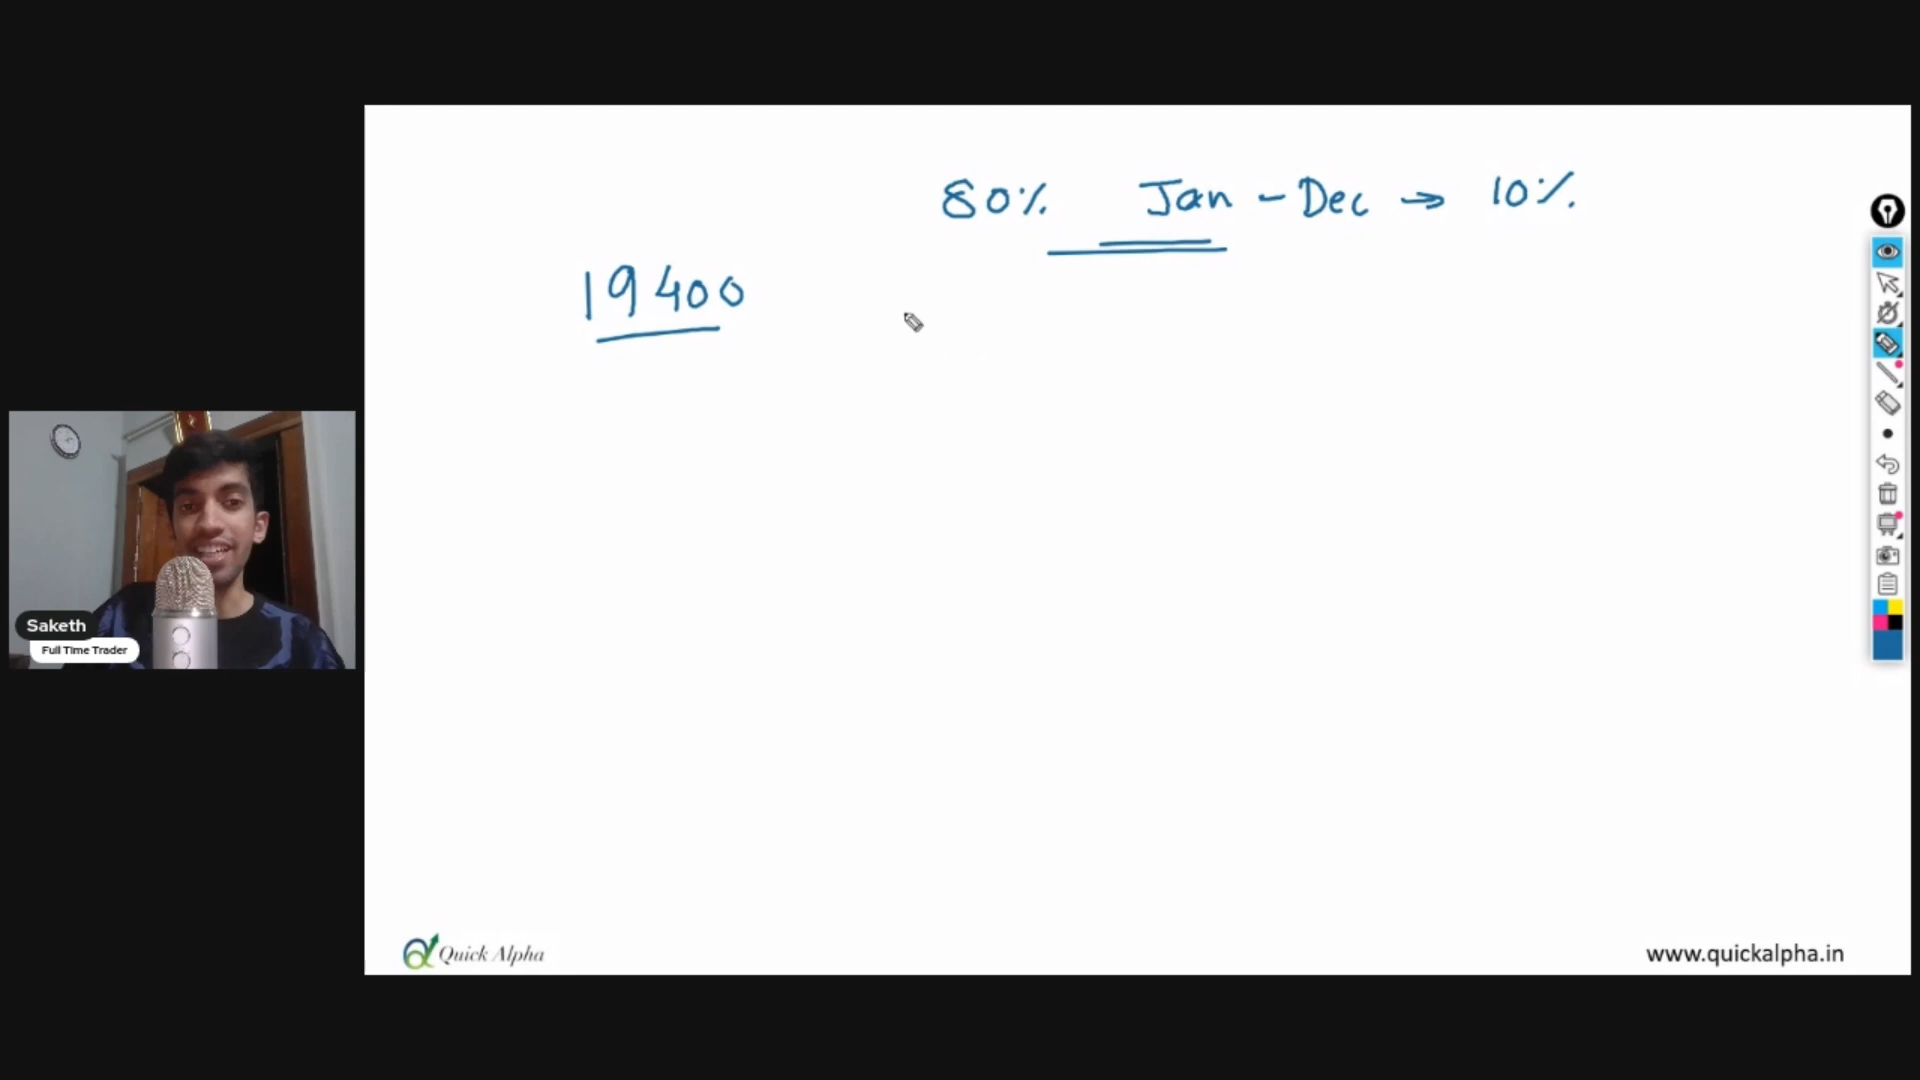 80% Jan - Dec → 10%
19400
Saketh
Full Time Trader
Quick Alpha
www.quickalpha.in